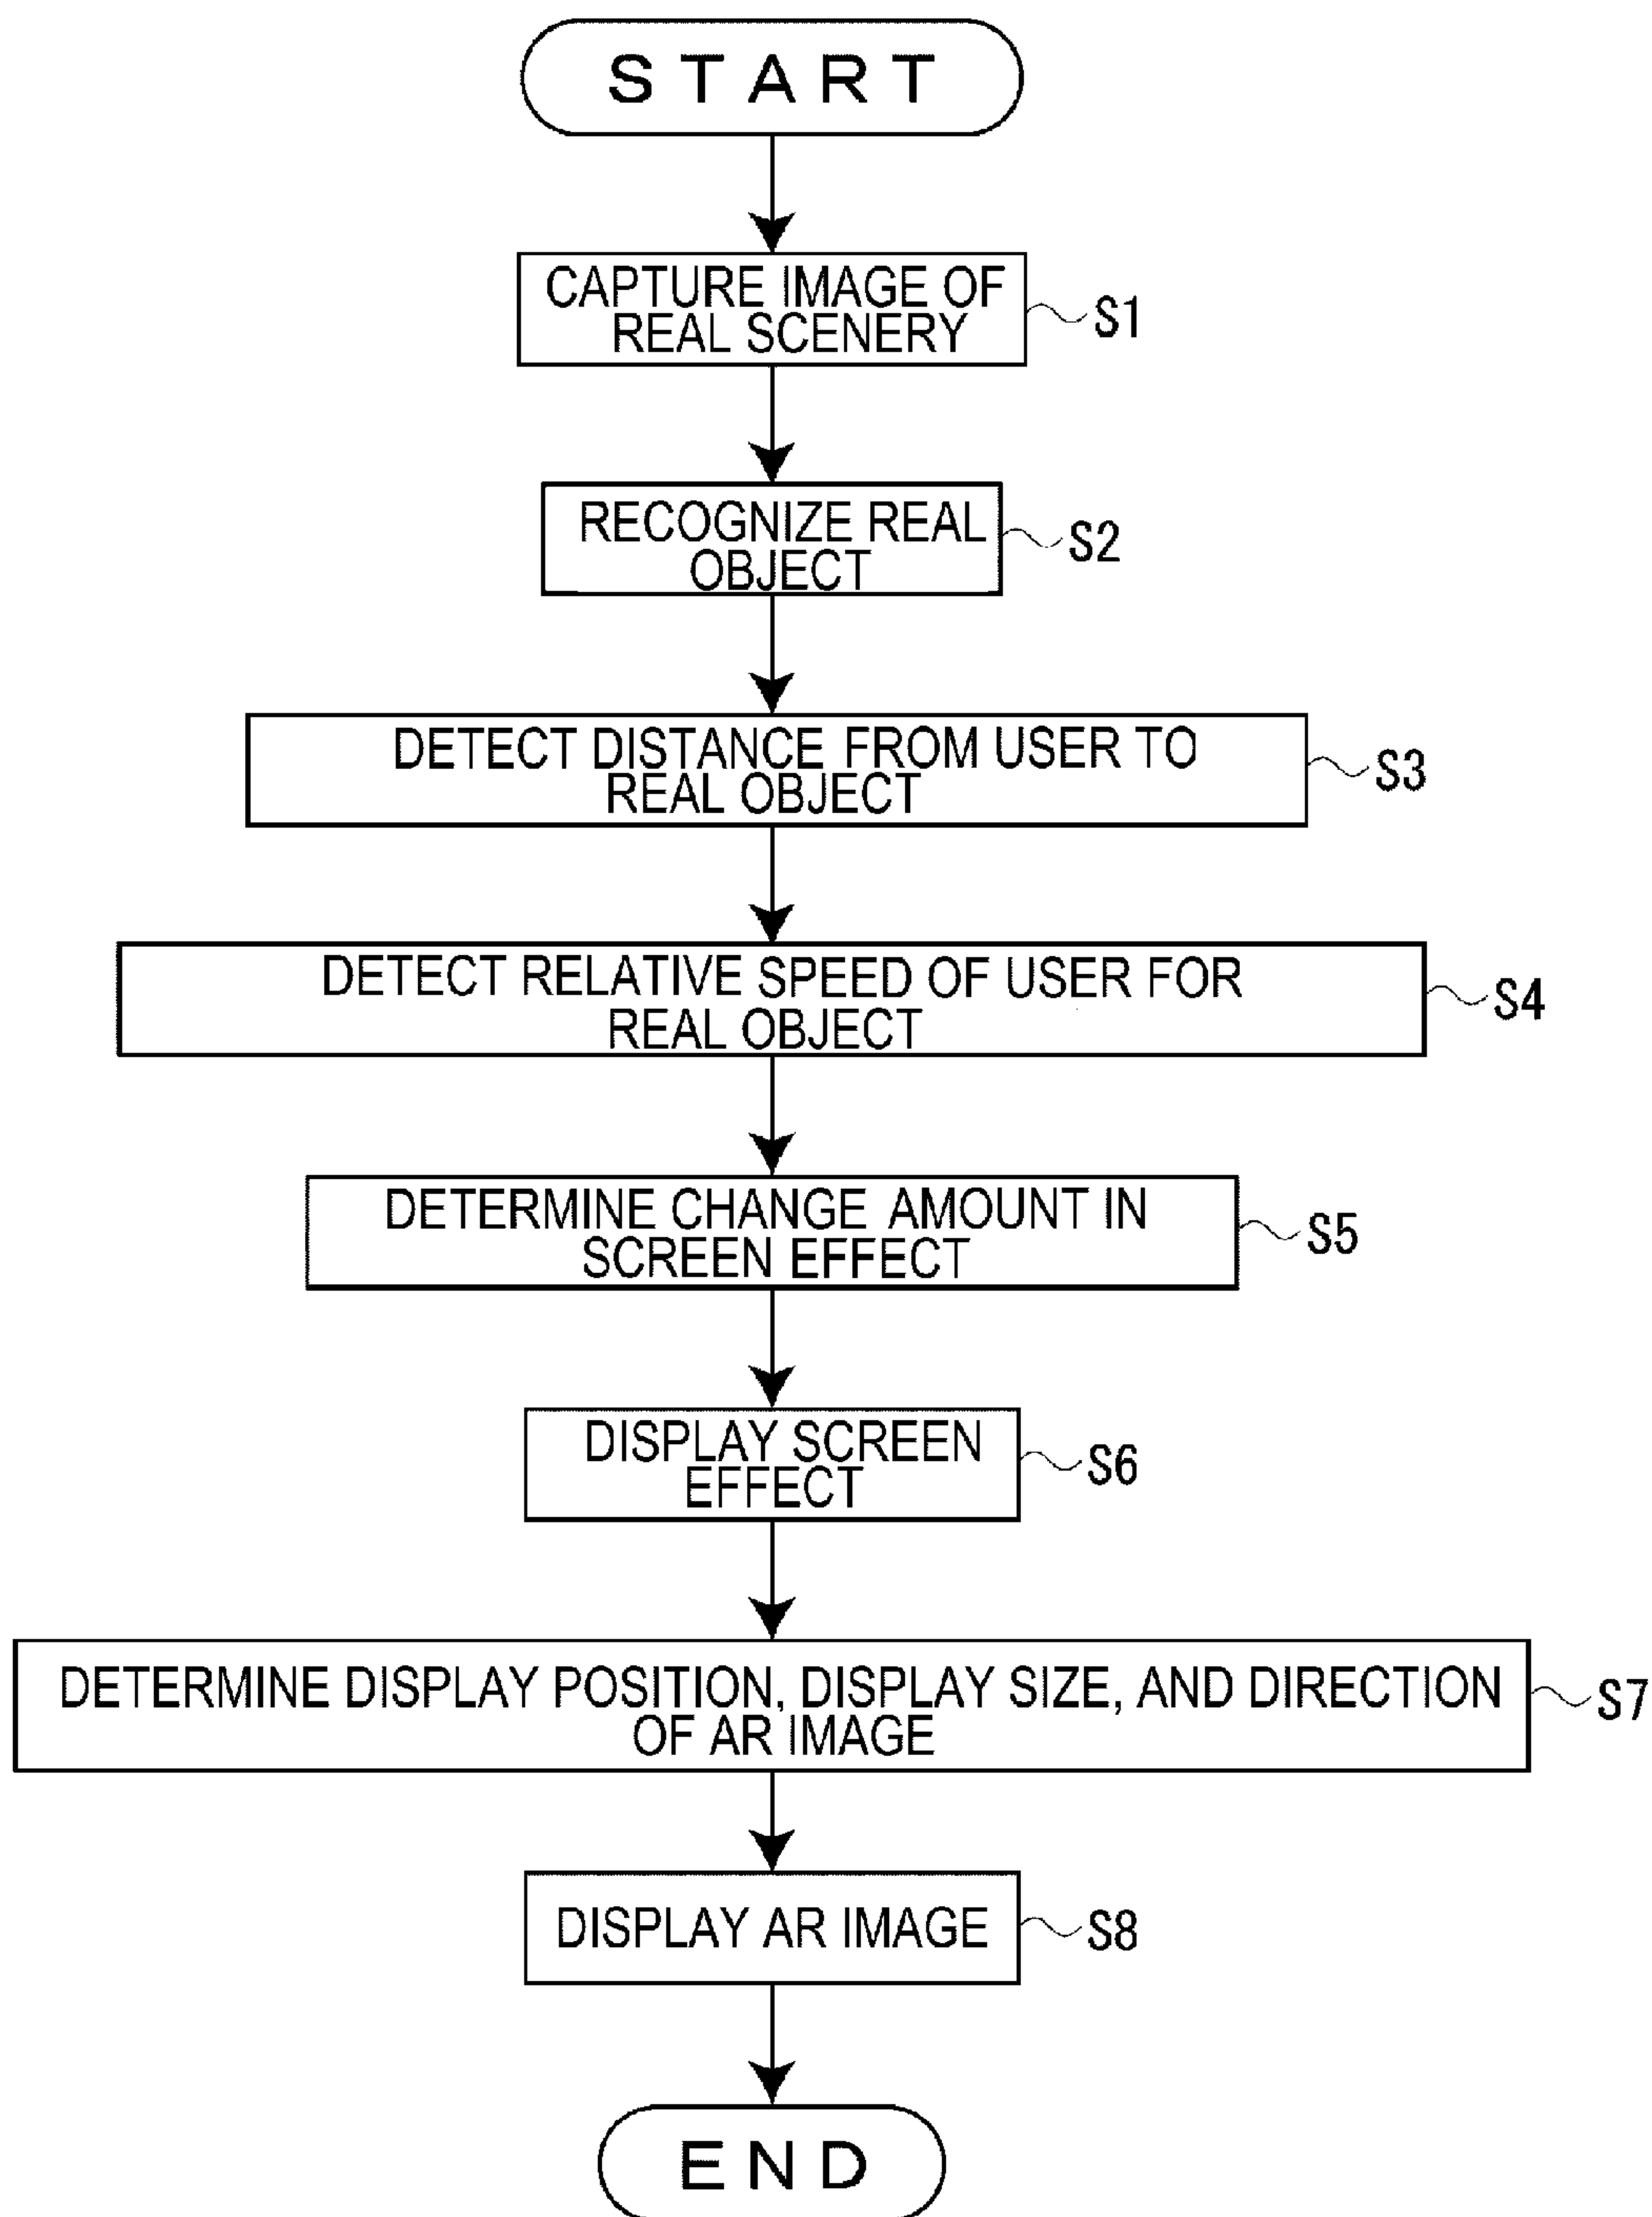 START
CAPTURE IMAGE OF
REAL SCENERY
S1
RECOGNIZE REAL
OBJECT
S2
DETECT DISTANCE FROM USER TO
REAL OBJECT
S3
DETECT RELATIVE SPEED OF USER FOR
REAL OBJECT
S4
DETERMINE CHANGE AMOUNT IN
SCREEN EFFECT
S5
DISPLAY SCREEN
EFFECT
S6
DETERMINE DISPLAY POSITION, DISPLAY SIZE, AND DIRECTION
OF AR IMAGE
S7
DISPLAY AR IMAGE
S8
END